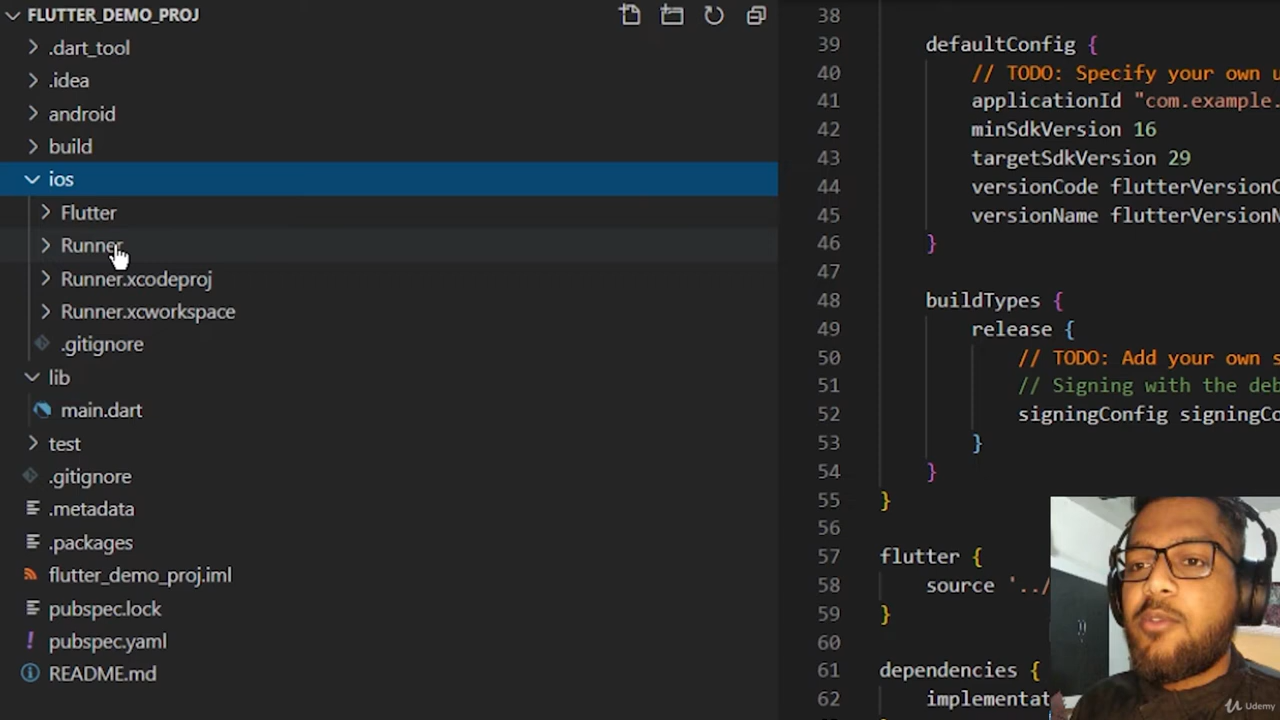 FLUTTER_DEMO_PROJ
.dart_tool
.idea
android
build
ios
Flutter
Runner
Runner.xcodeproj
Runner.xcworkspace
.gitignore
lib
main.dart
test
.gitignore
.metadata
.packages
flutter_demo_proj.iml
pubspec.lock
pubspec.yaml
README.md
38
39 defaultConfig {
40 // TODO: Specify your own u
41 applicationId "com.example.
42 minSdkVersion 16
43 targetSdkVersion 29
44 versionCode flutterVersionC
45 versionName flutterVersionN
46 }
47
48 buildTypes {
49 release {
50 // TODO: Add your own s
51 // Signing with the deb
52 signingConfig signingCo
53 }
54 }
55 }
56
57 flutter {
58 source '../
59 }
60
61 dependencies {
62 implementat
Udemy